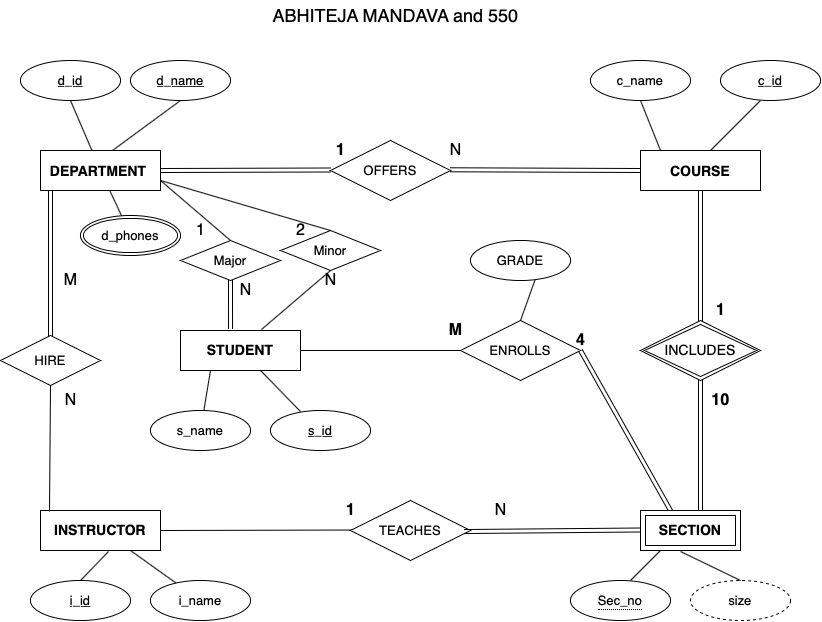 ABHITEJA MANDAVA and 550
d_id
d_name
c_name
c_id
1
N
DEPARTMENT
OFFERS
COURSE
d_phones
1
2
Major
Minor
GRADE
M
N
N
1
M
4
HIRE
STUDENT
ENROLLS
INCLUDES
N
10
s_name
s_id
1
N
INSTRUCTOR
TEACHES
SECTION
i_id
i_name
Sec_no
size